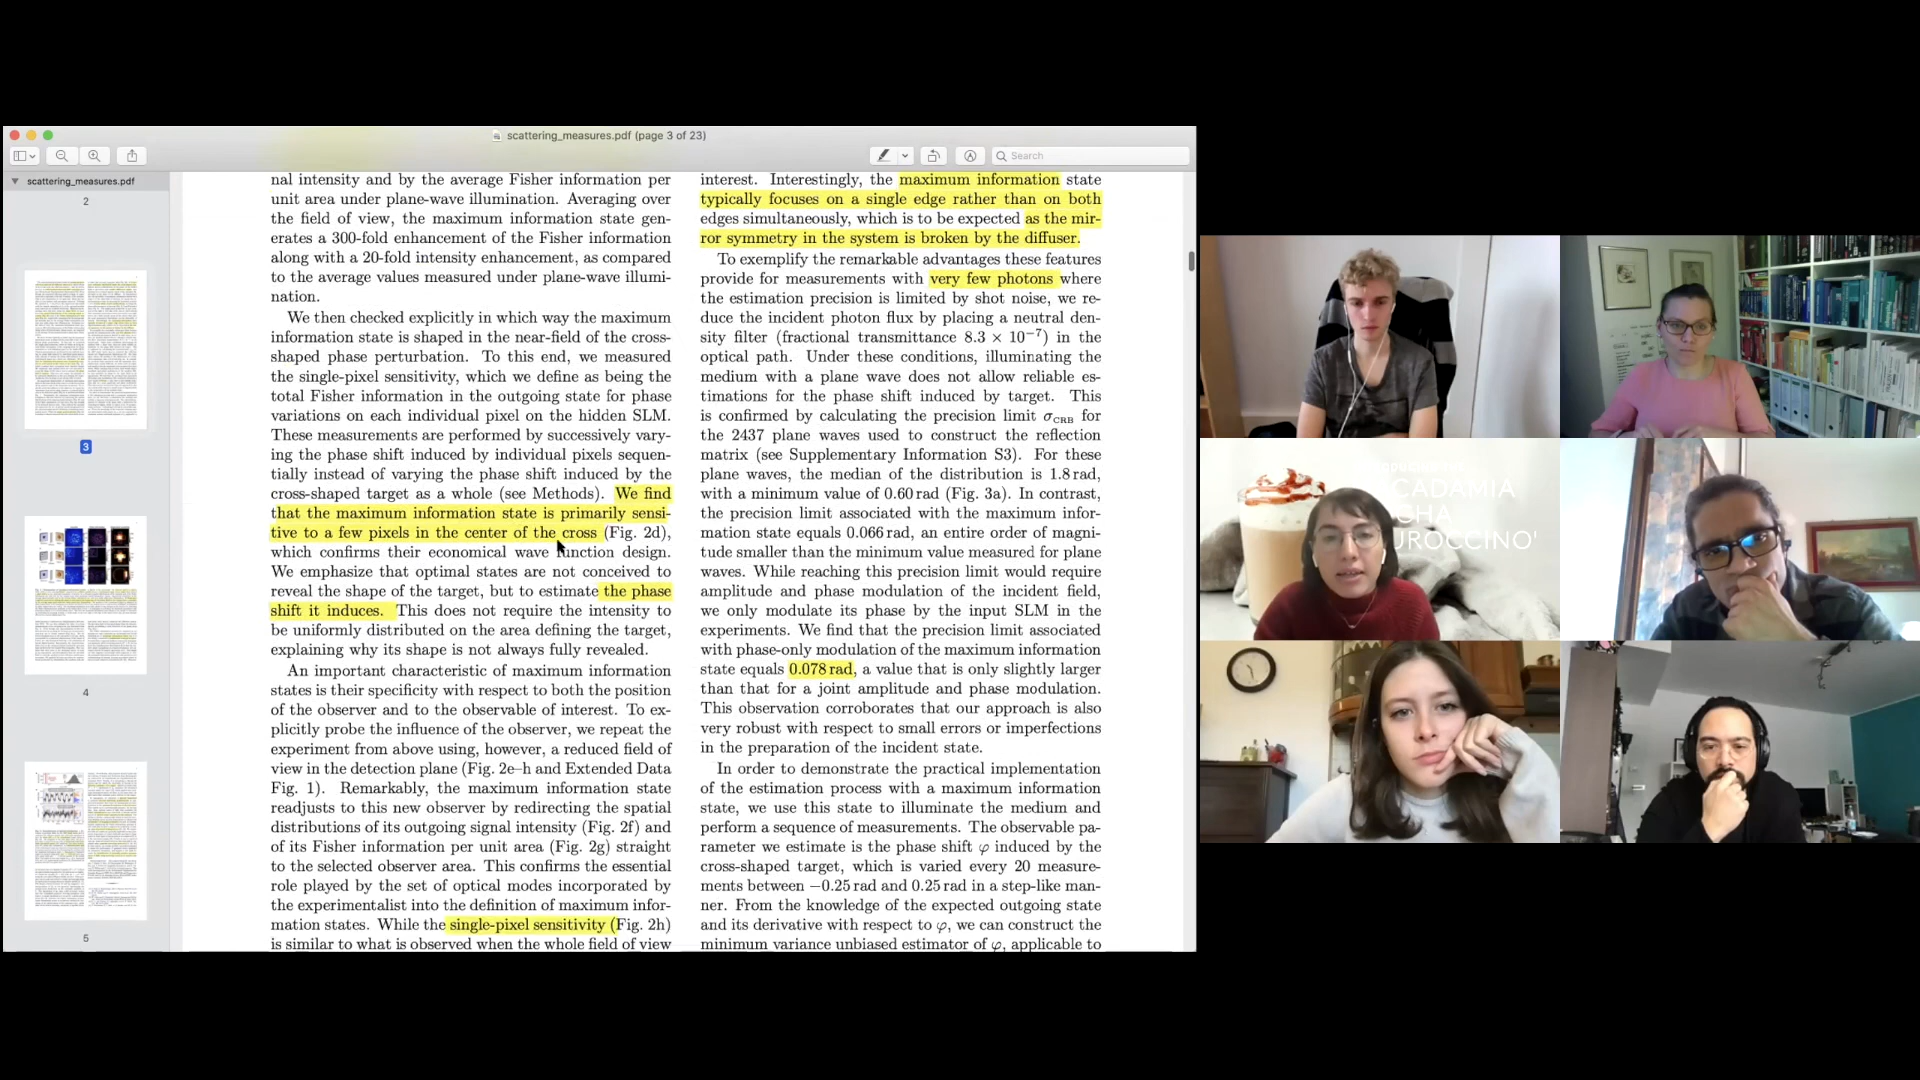 scattering_measures.pdf (page 3 of 23)
Search
scattering_measures.pdf
2
3
4
5
nal intensity and by the average Fisher information per
unit area under plane-wave illumination. Averaging over
the field of view, the maximum information state gen-
erates a 300-fold enhancement of the Fisher information
along with a 20-fold intensity enhancement, as compared
to the average values measured under plane-wave illumi-
nation.
We then checked explicitly in which way the maximum
information state is shaped in the near-field of the cross-
shaped phase perturbation. To this end, we measured
the single-pixel sensitivity, which we define as being the
total Fisher information in the outgoing state for phase
variations on each individual pixel on the hidden SLM.
These measurements are performed by successively vary-
ing the phase shift induced by individual pixels sequen-
tially instead of varying the phase shift induced by the
cross-shaped target as a whole (see Methods). We find
that the maximum information state is primarily sensi-
tive to a few pixels in the center of the cross (Fig. 2d),
which confirms their economical wave function design.
We emphasize that optimal states are not conceived to
reveal the shape of the target, but to estimate the phase
shift it induces. This does not require the intensity to
be uniformly distributed on the area defining the target,
explaining why its shape is not always fully revealed.
An important characteristic of maximum information
states is their specificity with respect to both the position
of the observer and to the observable of interest. To ex-
plicitly probe the influence of the observer, we repeat the
experiment from above using, however, a reduced field of
view in the detection plane (Fig. 2e–h and Extended Data
Fig. 1). Remarkably, the maximum information state
readjusts to this new observer by redirecting the spatial
distributions of its outgoing signal intensity (Fig. 2f) and
of its Fisher information per unit area (Fig. 2g) straight
to the selected observer area. This confirms the essential
role played by the set of optical modes incorporated by
the experimentalist into the definition of maximum infor-
mation states. While the single-pixel sensitivity (Fig. 2h)
is similar to what is observed when the whole field of view
interest. Interestingly, the maximum information state
typically focuses on a single edge rather than on both
edges simultaneously, which is to be expected as the mir-
ror symmetry in the system is broken by the diffuser.
To exemplify the remarkable advantages these features
provide for measurements with very few photons where
the estimation precision is limited by shot noise, we re-
duce the incident photon flux by placing a neutral den-
sity filter (fractional transmittance 8.3 × 10⁻⁷) in the
optical path. Under these conditions, illuminating the
medium with a plane wave does not allow reliable es-
timations for the phase shift induced by target. This
is confirmed by calculating the precision limit σCRB for
the 2437 plane waves used to construct the reflection
matrix (see Supplementary Information S3). For these
plane waves, the median of the distribution is 1.8 rad,
with a minimum value of 0.60 rad (Fig. 3a). In contrast,
the precision limit associated with the maximum infor-
mation state equals 0.066 rad, an entire order of magni-
tude smaller than the minimum value measured for plane
waves. While reaching this precision limit would require
amplitude and phase modulation of the incident field,
we only modulate its phase by the input SLM in the
experiments. We find that the precision limit associated
with phase-only modulation of the maximum information
state equals 0.078 rad, a value that is only slightly larger
than that for a joint amplitude and phase modulation.
This observation corroborates that our approach is also
very robust with respect to small errors or imperfections
in the preparation of the incident state.
In order to demonstrate the practical implementation
of the estimation process with a maximum information
state, we use this state to illuminate the medium and
perform a sequence of measurements. The observable pa-
rameter we estimate is the phase shift φ induced by the
cross-shaped target, which is varied every 20 measure-
ments between −0.25 rad and 0.25 rad in a step-like man-
ner. From the knowledge of the expected outgoing state
and its derivative with respect to φ, we can construct the
minimum variance unbiased estimator of φ, applicable to